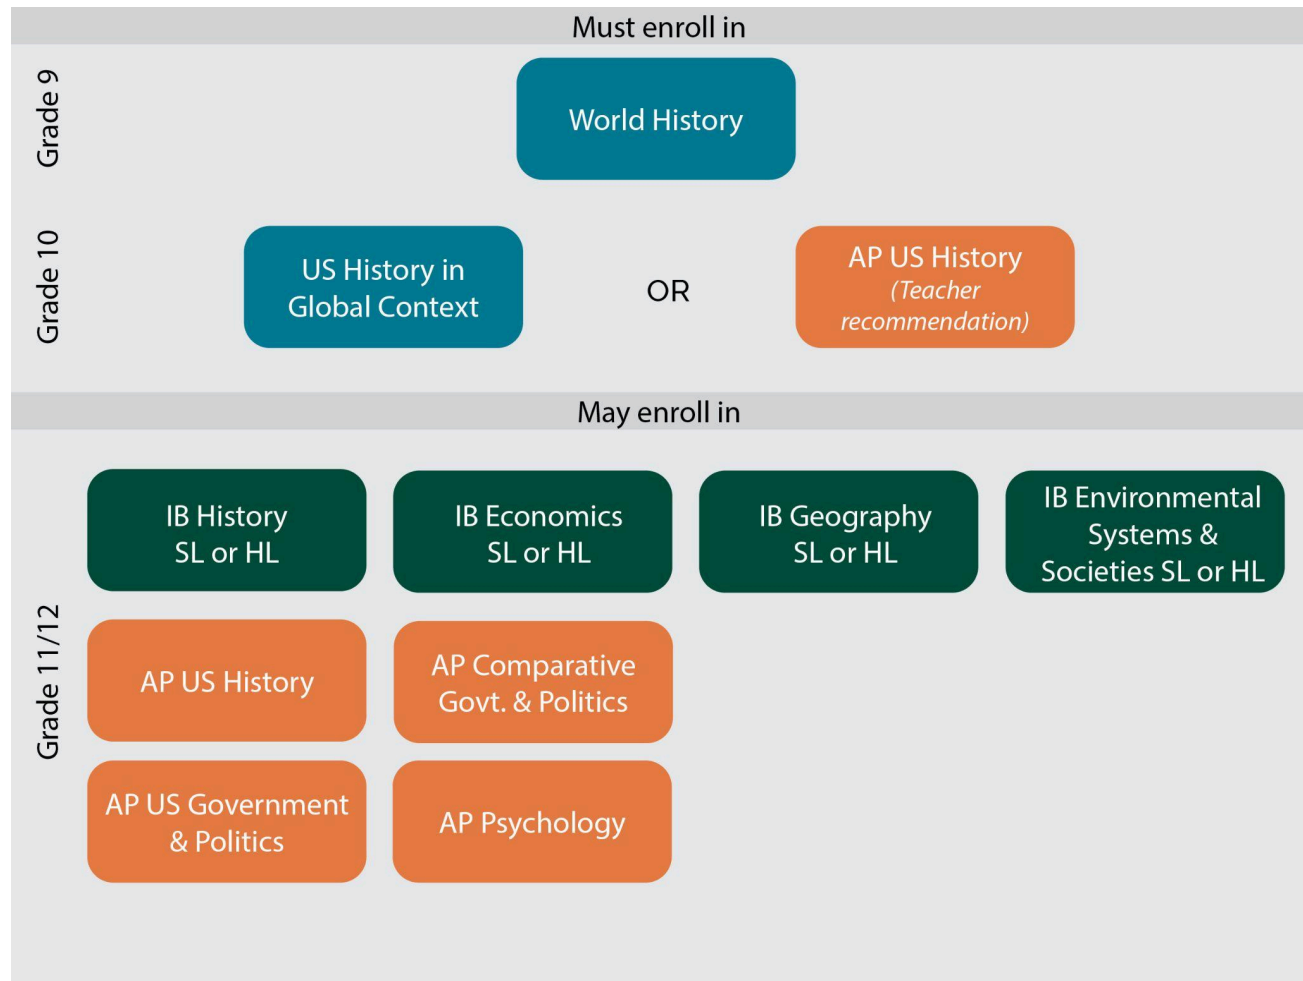 Must enroll in
Grade 9
World History
Grade 10
US History in
Global Context
OR
AP US History
(Teacher
recommendation)
May enroll in
Grade 11/12
IB History
SL or HL
IB Economics
SL or HL
IB Geography
SL or HL
IB Environmental
Systems &
Societies SL or HL
AP US History
AP Comparative
Govt. & Politics
AP US Government
& Politics
AP Psychology